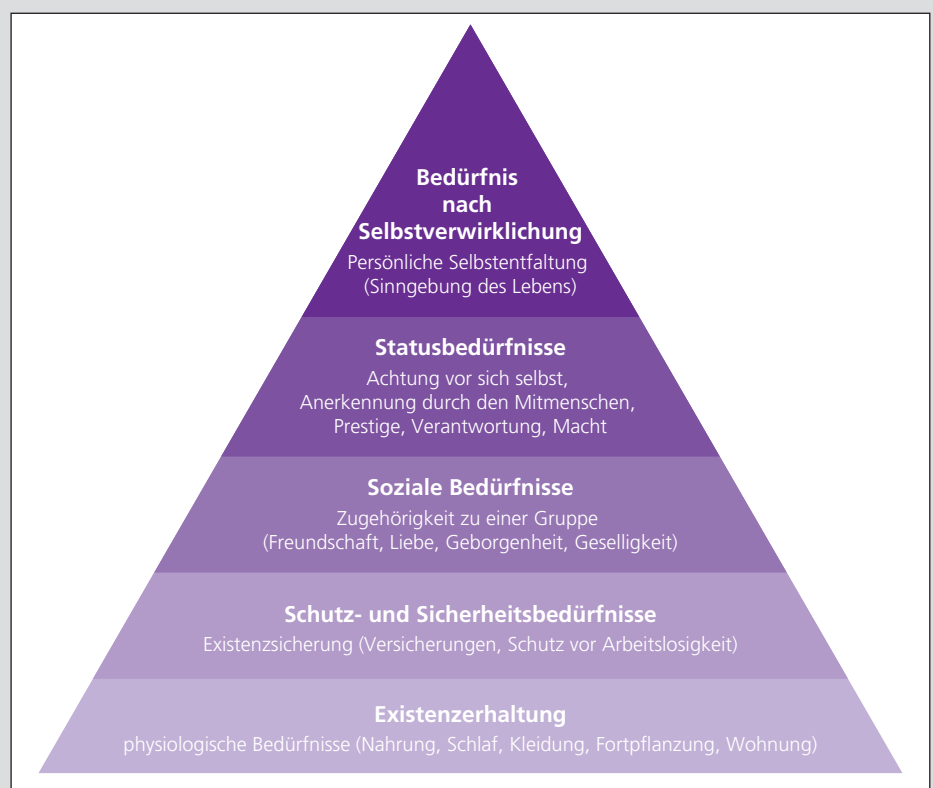 Bedürfnis
nach
Selbstverwirklichung
Persönliche Selbstentfaltung
(Sinngebung des Lebens)
Statusbedürfnisse
Achtung vor sich selbst,
Anerkennung durch den Mitmenschen,
Prestige, Verantwortung, Macht
Soziale Bedürfnisse
Zugehörigkeit zu einer Gruppe
(Freundschaft, Liebe, Geborgenheit, Geselligkeit)
Schutz- und Sicherheitsbedürfnisse
Existenzsicherung (Versicherungen, Schutz vor Arbeitslosigkeit)
Existenzerhaltung
physiologische Bedürfnisse (Nahrung, Schlaf, Kleidung, Fortpflanzung, Wohnung)